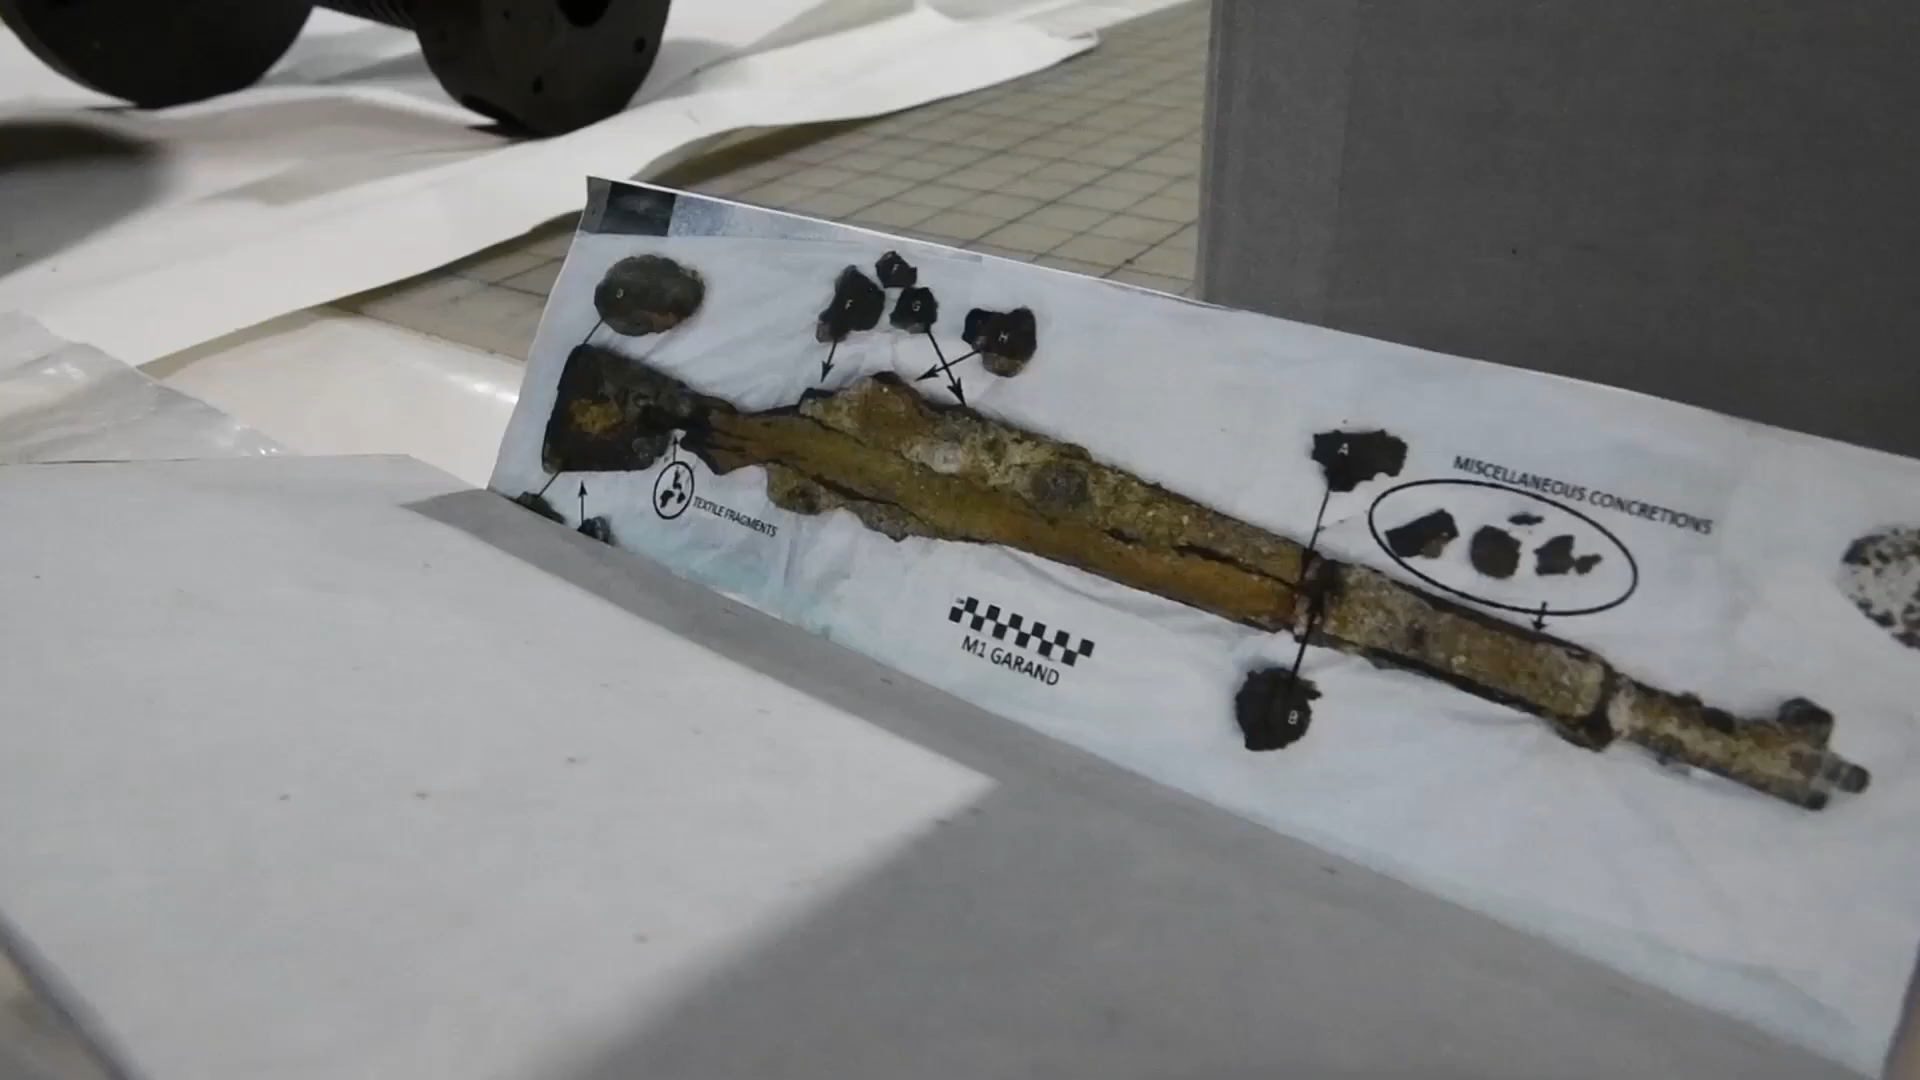 F
F
G
H
A
MISCELLANEOUS CONCRETIONS
TEXTILE FRAGMENTS
M1 GARAND
B